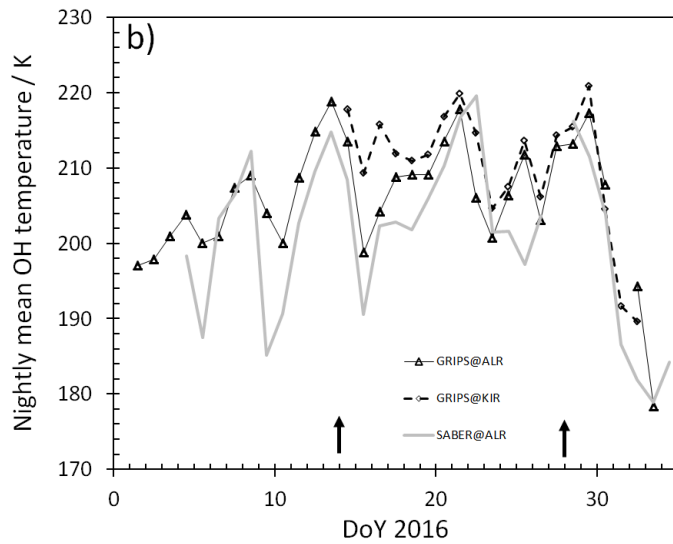 b)
Nightly mean OH temperature / K
230
220
210
200
190
180
170
GRIPS@ALR
GRIPS@KIR
SABER@ALR
0
10
20
30
DoY 2016